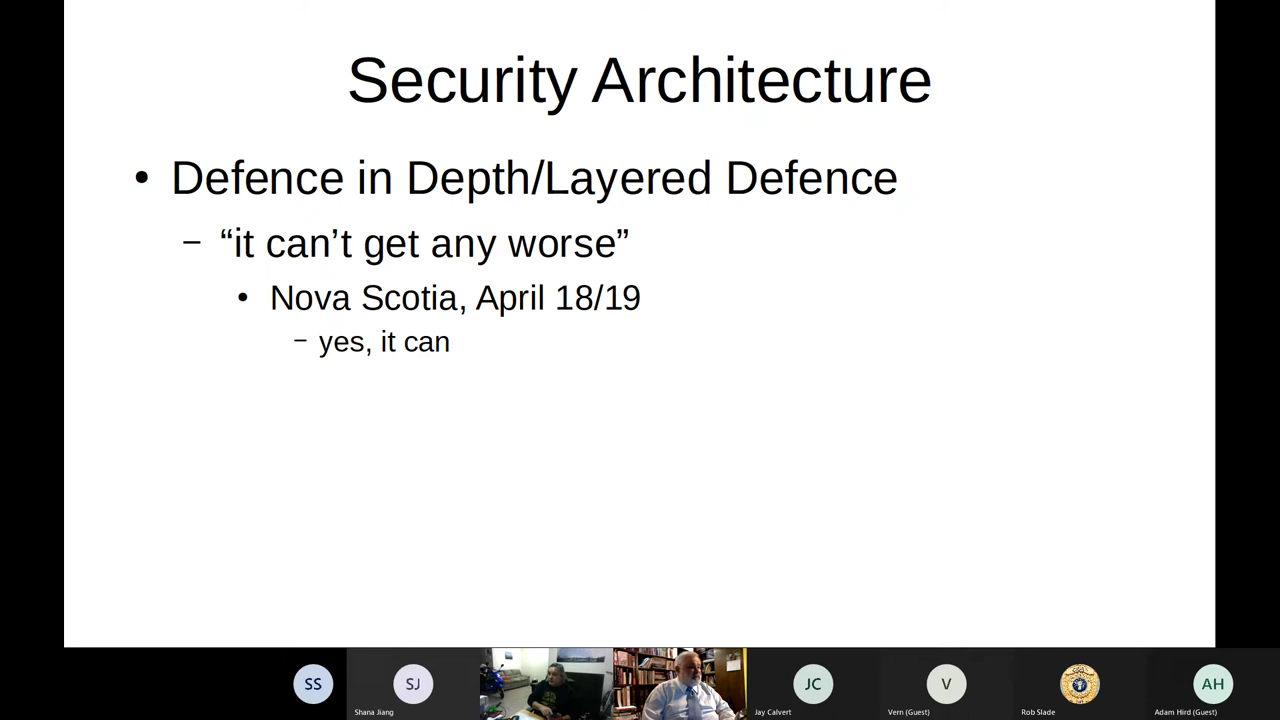 Security Architecture
• Defence in Depth/Layered Defence
– “it can’t get any worse”
• Nova Scotia, April 18/19
– yes, it can
SS
SJ
JC
V
AH
Shana Jiang
Jay Calvert
Vern (Guest)
Rob Slade
Adam Hird (Guest)